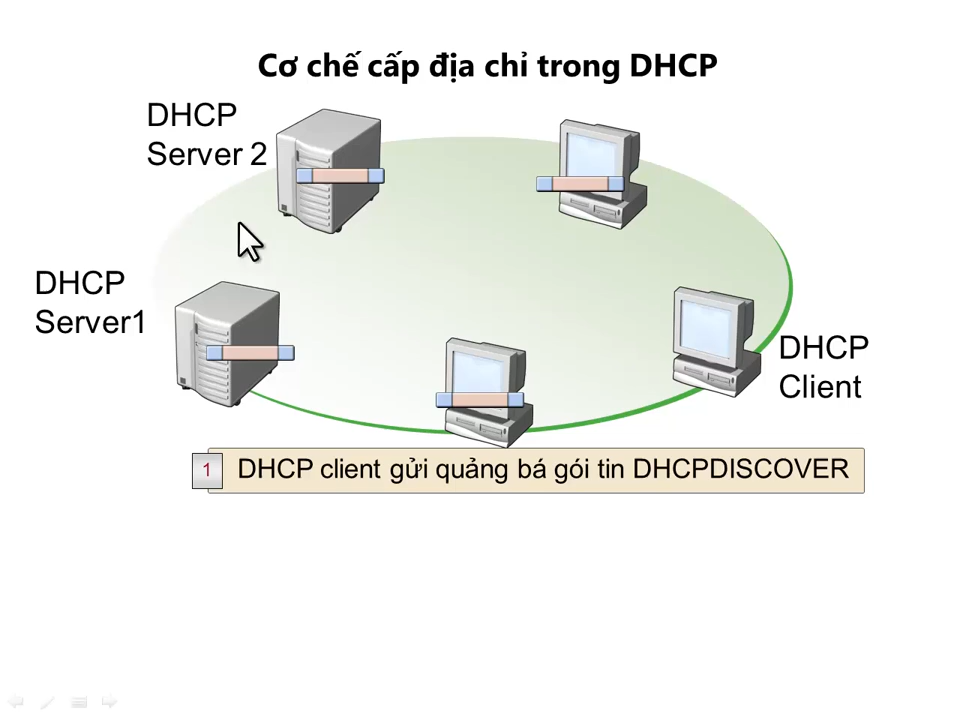 Cơ chế cấp địa chỉ trong DHCP
DHCP
Server 2
DHCP
Server1
DHCP
Client
1 DHCP client gửi quảng bá gói tin DHCPDISCOVER